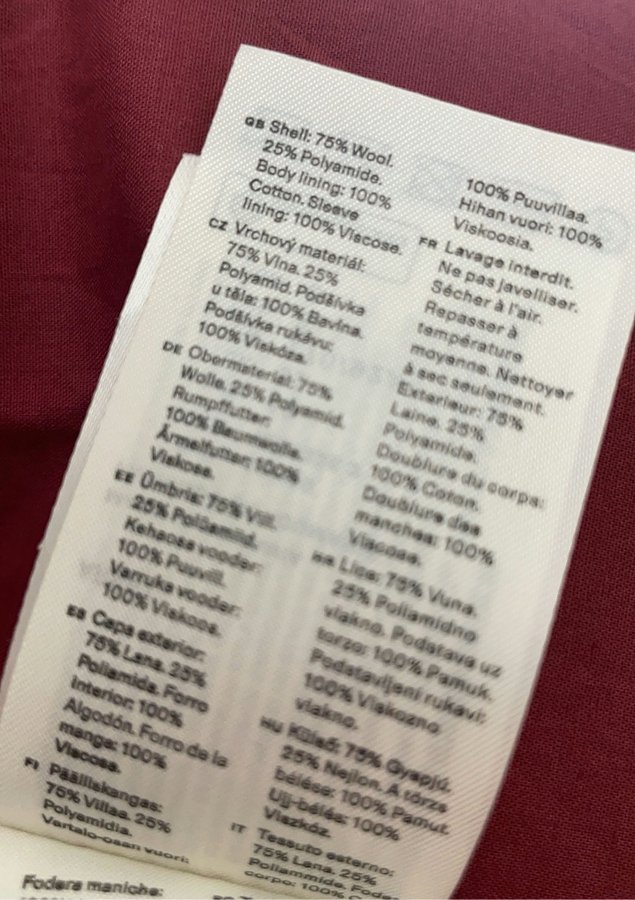 GB Shell: 75% Wool.
25% Polyamide.
Body lining: 100%
Cotton. Sleeve
lining: 100% Viscose.
CZ Vrchový materiál:
75% Vlna. 25%
Polyamid. Podšívka
u těla: 100% Bavlna.
Podšívka rukávu:
100% Viskóza.
DE Obermaterial: 75%
Wolle. 25% Polyamid.
Rumpffutter:
100% Baumwolle.
Ärmelfutter: 100%
Viskose.
EE Ümbris: 75% Vill.
25% Polüamiid.
Kehaosa vooder:
100% Puuvill.
Varruka vooder:
100% Viskoos.
ES Capa exterior:
75% Lana. 25%
Poliamida. Forro
Interior: 100%
Algodón. Forro de la
manga: 100%
Viscosa.
FI Päälliskangas:
75% Villaa. 25%
Polyamidia.
Vartalo-osan vuori:
100% Puuvillaa.
Hihan vuori: 100%
Viskoosia.
FR Lavage interdit.
Ne pas javelliser.
Sécher à l'air.
Repasser à
température
moyenne. Nettoyer
à sec seulement.
Exterieur: 75%
Laine. 25%
Polyamide.
Doublure du corps:
100% Coton.
Doublure des
manches: 100%
Viscose.
HR Lice: 75% Vuna.
25% Poliamidno
vlakno. Podstava uz
torzo: 100% Pamuk.
Podstavljeni rukavi:
100% Viskozno
vlakno.
HU Külső: 75% Gyapjú.
25% Nejlon. A törzs
bélése: 100% Pamut.
Ujj-bélés: 100%
Viszkóz.
IT Tessuto esterno:
75% Lana. 25%
Poliammide. Foder
corpo: 100% C
Fodera maniche: